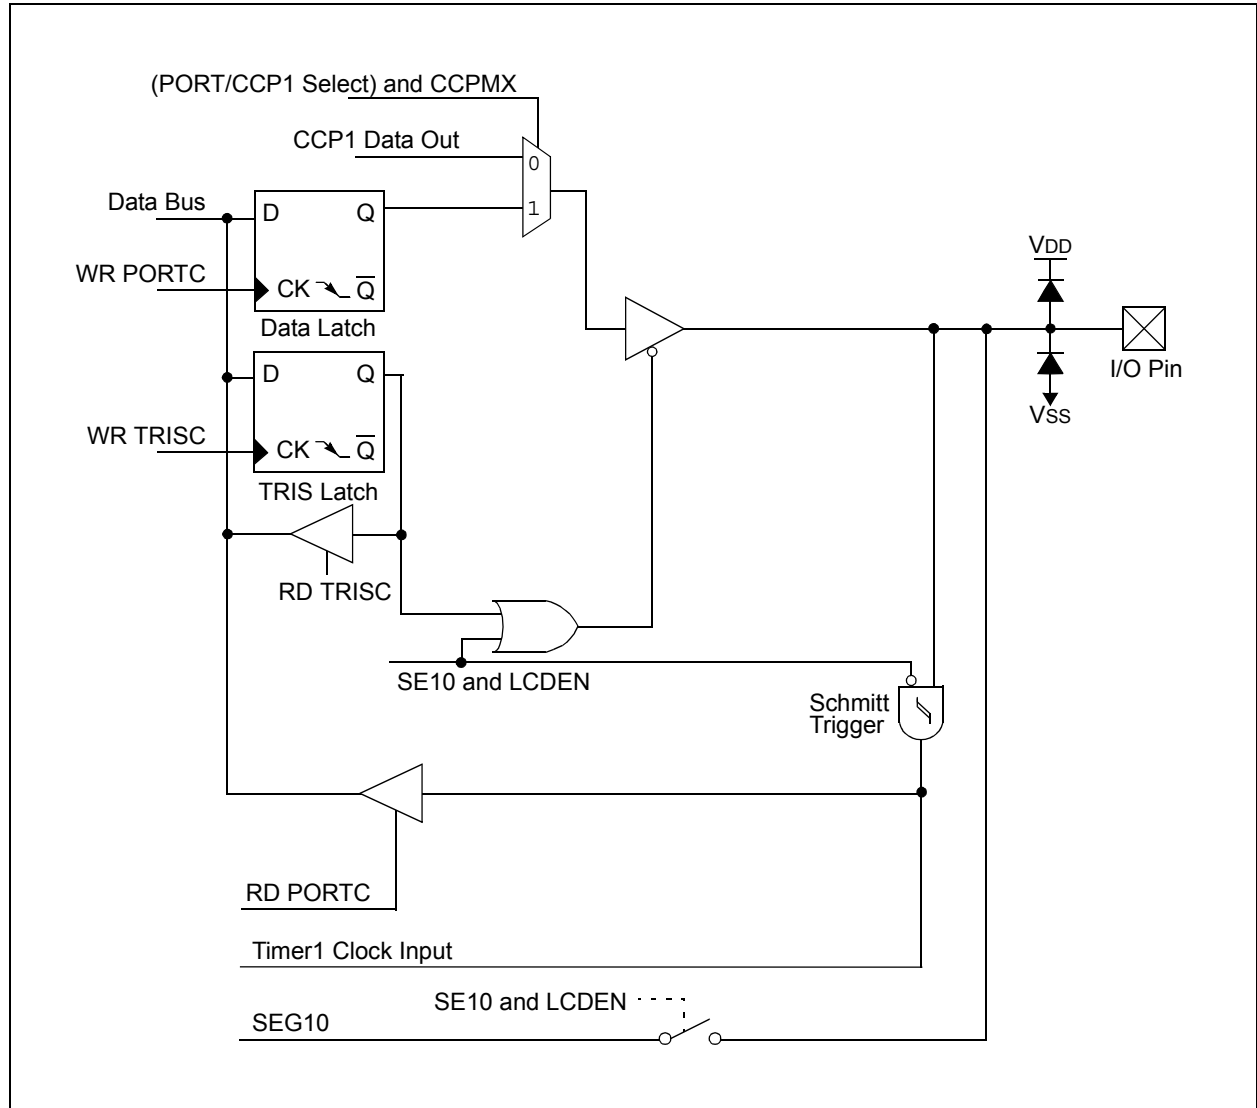 (PORT/CCP1 Select) and CCPMX
CCP1 Data Out
0
Data Bus
D
Q
1
WR PORTC
CK
Q̅
Data Latch
VDD
I/O Pin
VSS
D
Q
WR TRISC
CK
Q̅
TRIS Latch
RD TRISC
SE10 and LCDEN
Schmitt
Trigger
RD PORTC
Timer1 Clock Input
SE10 and LCDEN
SEG10